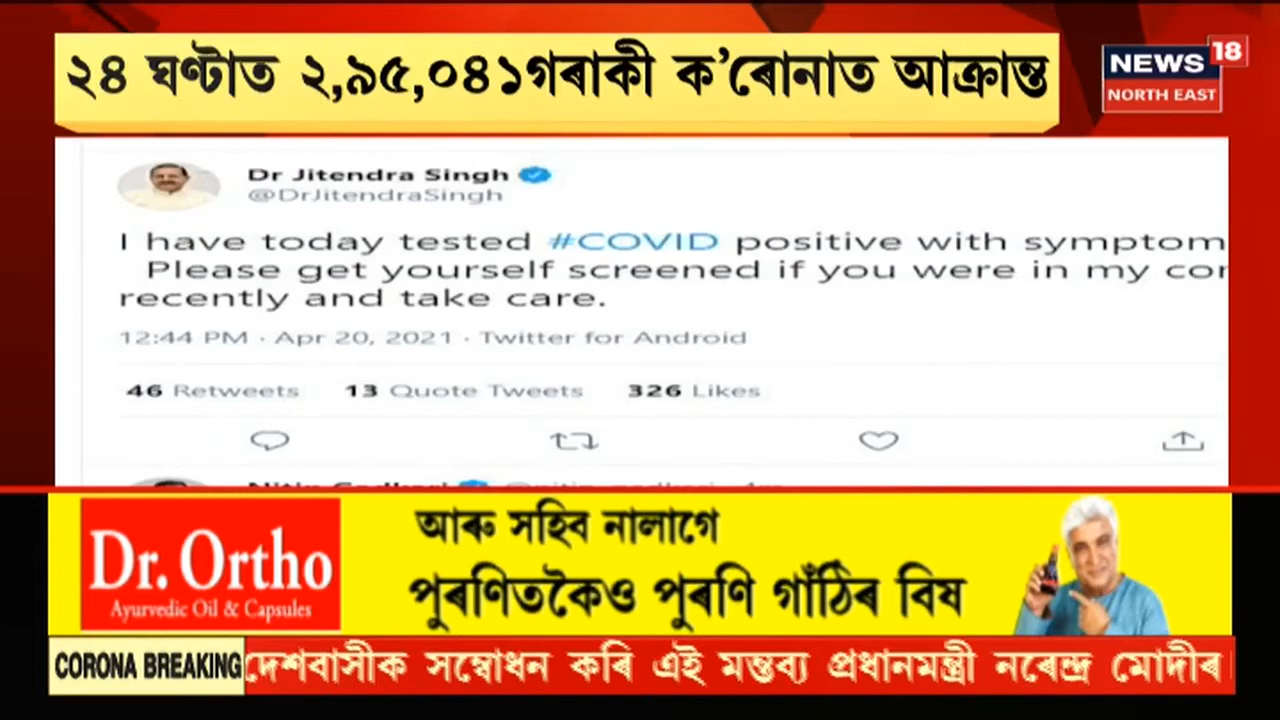 ২৪ ঘণ্টাত ২,৯৫,০৪১গৰাকী ক'ৰোনাত আক্ৰান্ত
NEWS 18
NORTH EAST
Dr Jitendra Singh
@DrJitendraSingh
I have today tested #COVID positive with symptom
Please get yourself screened if you were in my
recently and take care.
12:44 PM · Apr 20, 2021 · Twitter for Android
46 Retweets 13 Quote Tweets 326 Likes
Dr. Ortho
Ayurvedic Oil & Capsules
আৰু সহিব নালাগে
পুৰণিতকৈও পুৰণি গাঁঠিৰ বিষ
CORONA BREAKING
দেশবাসীক সম্বোধন কৰি এই মন্তব্য প্ৰধানমন্ত্ৰী নৰেন্দ্ৰ মোদীৰ